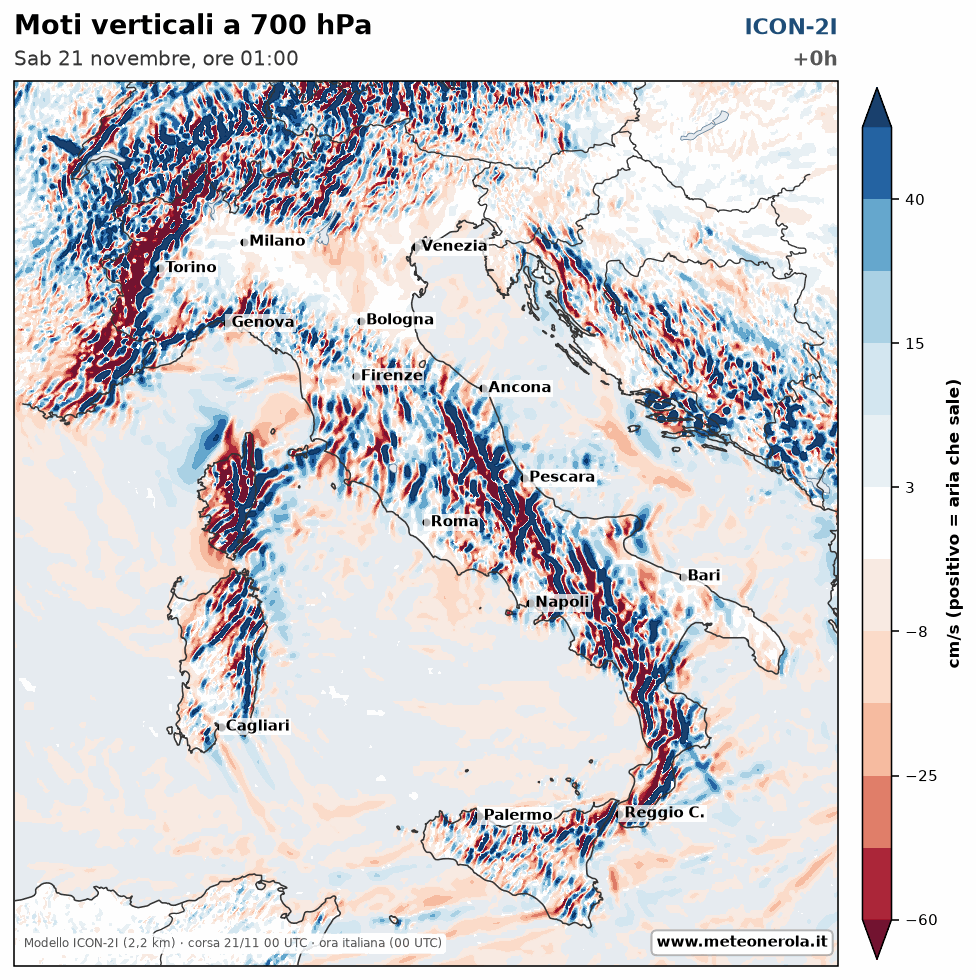 Moti verticali a 700 hPa
ICON-2I
Sab 21 novembre, ore 01:00
+0h
Milano
Venezia
Torino
Genova
Bologna
Firenze
Ancona
Pescara
Roma
Bari
Napoli
Cagliari
Palermo
Reggio C.
40
15
3
−8
−25
−60
cm/s (positivo = aria che sale)
Modello ICON-2I (2,2 km) · corsa 21/11 00 UTC · ora italiana (00 UTC)
www.meteonerola.it